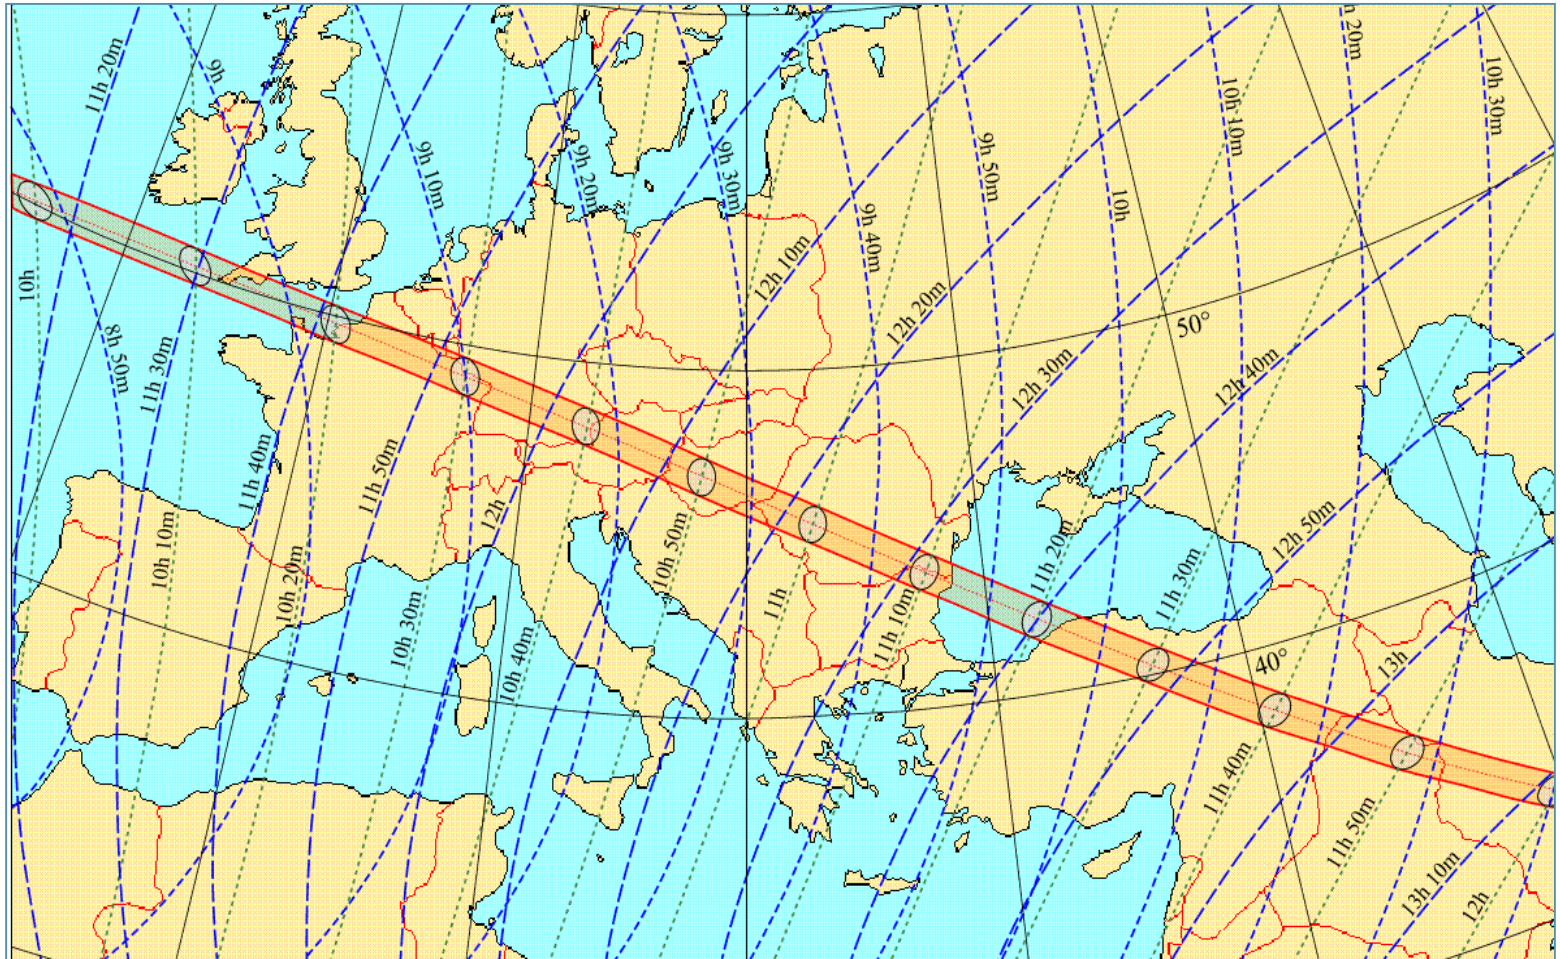 11h 20m
9h
h 20m
10h 30m
10h 10m
9h 10m
9h 20m
9h 30m
9h 50m
10h
9h 40m
12h 10m
10h
12h 20m
50°
8h 50m
11h 30m
12h 30m
12h 40m
11h 40m
11h 50m
12h
12h 50m
10h 10m
10h 20m
10h 50m
11h 20m
11h 30m
10h 30m
11h
11h 10m
10h 40m
40°
13h
11h 40m
11h 50m
13h 10m
12h